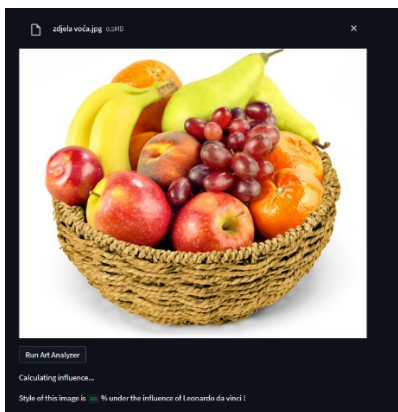 zdjela voća.jpg 0.3MB
Run Art Analyzer
Calculating influence...
Style of this image is % under the influence of Leonardo da vinci !